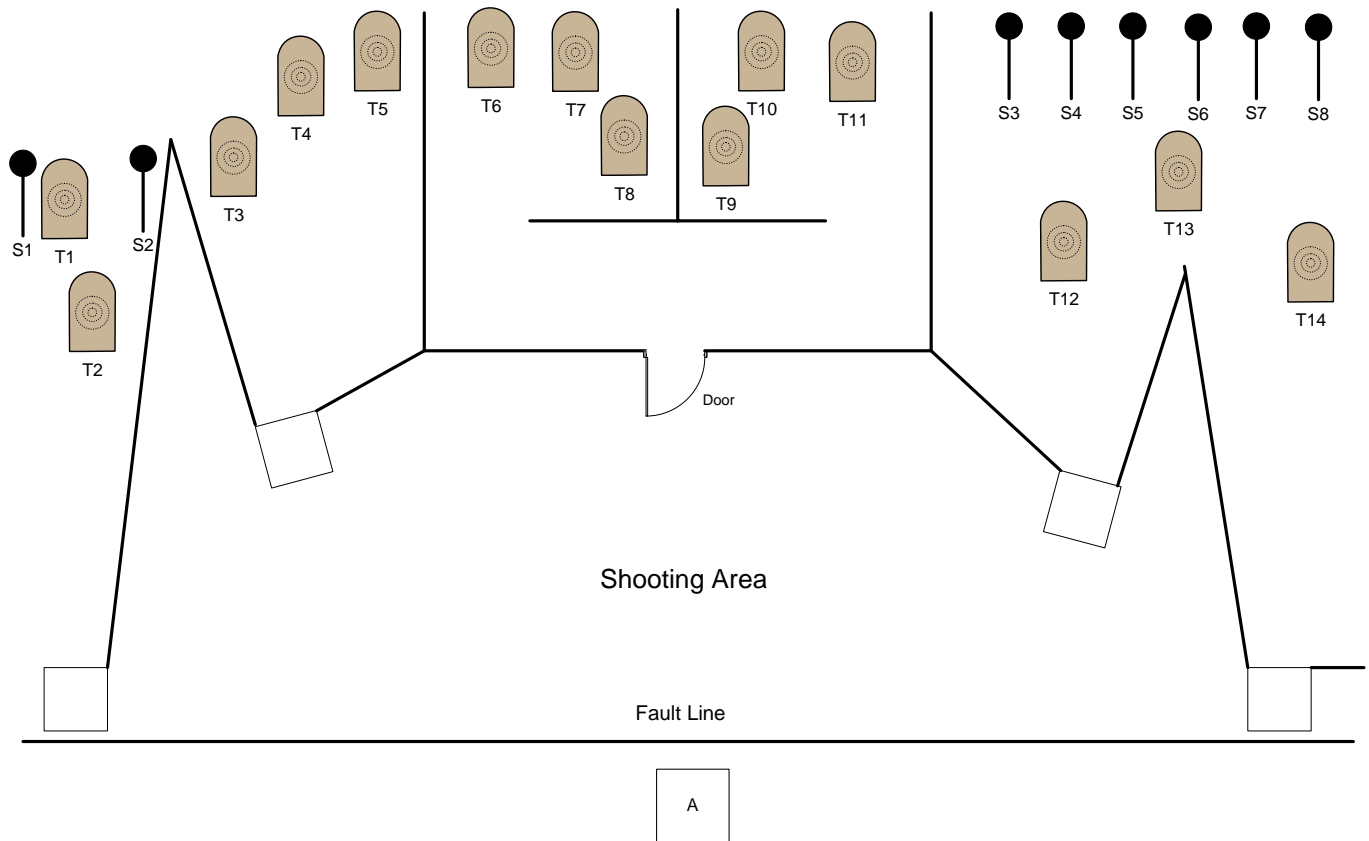 T5
T6
T7
T10
T11
T4
S3
S4
S5
S6
S7
S8
T3
T8
T9
T13
S1
T1
S2
T12
T14
T2
Door
Shooting Area
Fault Line
A